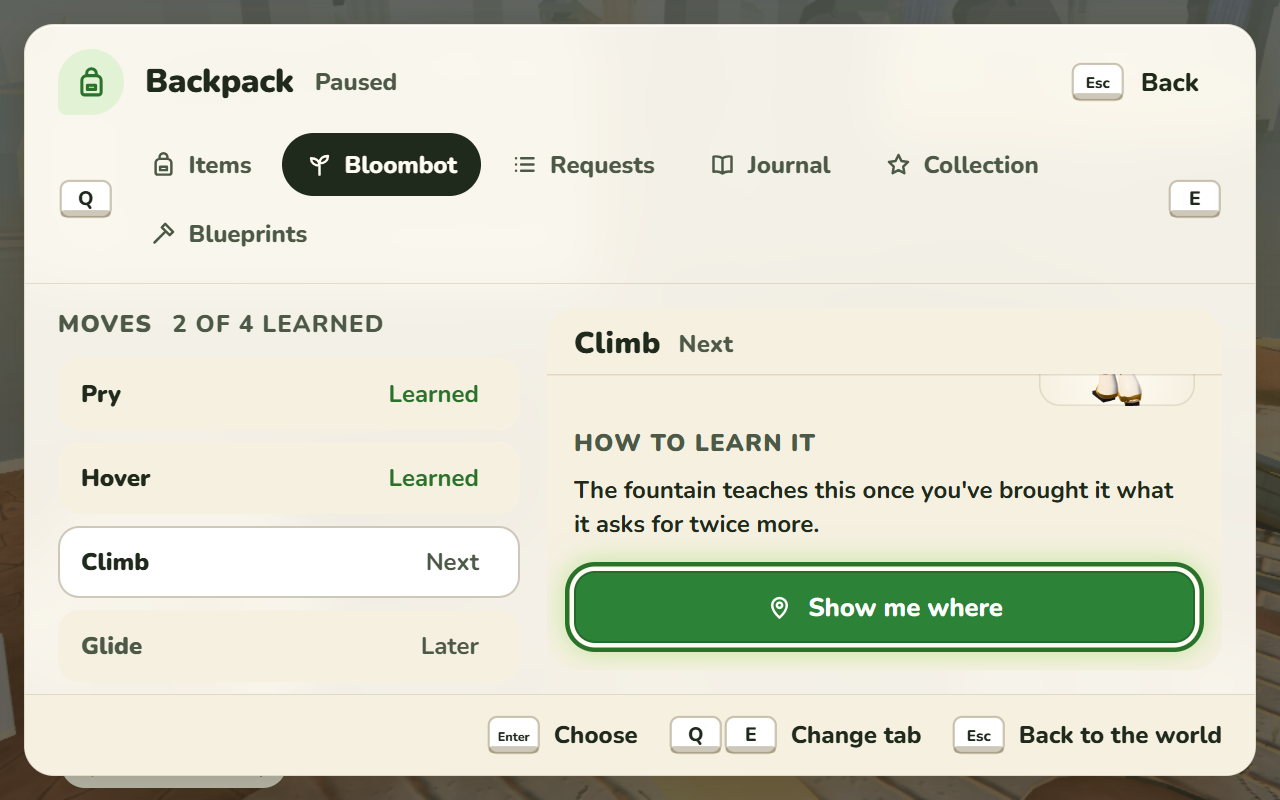 Backpack Paused
Esc Back
Items Bloombot Requests Journal Collection
Q E
Blueprints
MOVES 2 OF 4 LEARNED
Pry Learned
Hover Learned
Climb Next
Glide Later
Climb Next
HOW TO LEARN IT
The fountain teaches this once you've brought it what
it asks for twice more.
Show me where
Enter Choose Q E Change tab Esc Back to the world